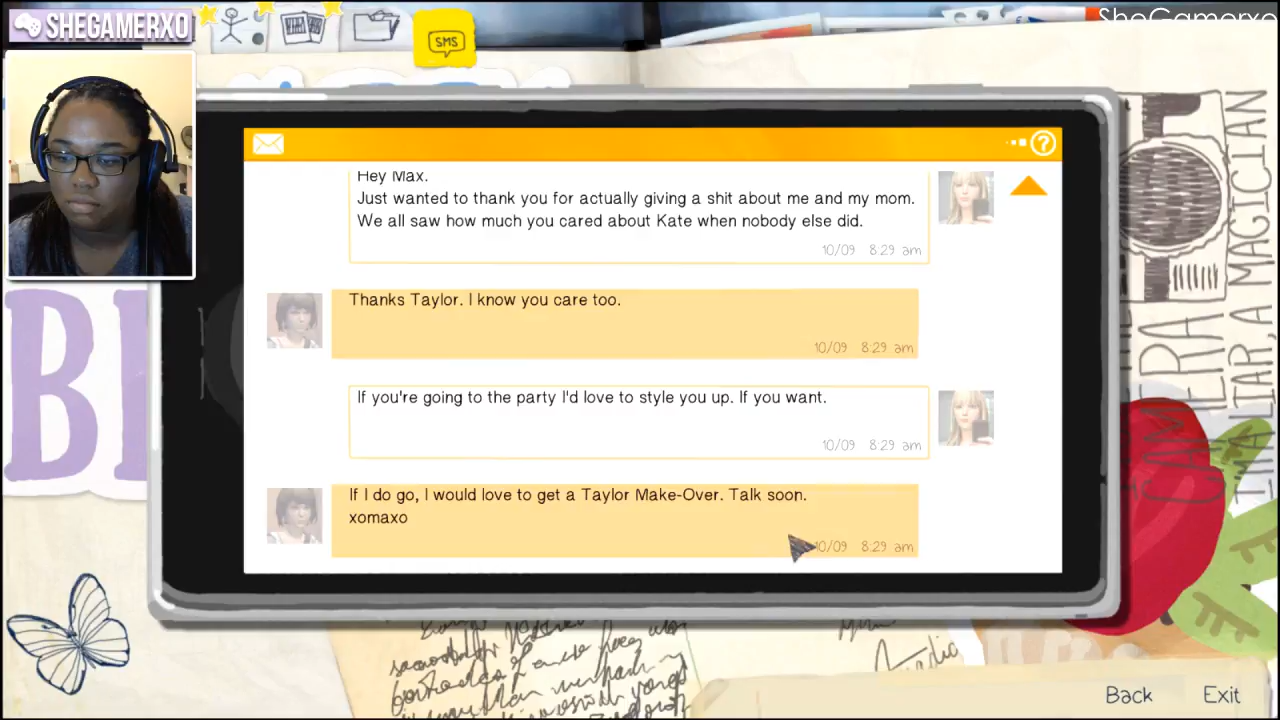 SHEGAMERXO
SMS
SheGamerxo
Hey Max.
Just wanted to thank you for actually giving a shit about me and my mom.
We all saw how much you cared about Kate when nobody else did.
10/09 8:29 am
Thanks Taylor. I know you care too.
10/09 8:29 am
If you're going to the party I'd love to style you up. If you want.
10/09 8:29 am
If I do go, I would love to get a Taylor Make-Over. Talk soon.
xomaxo
10/09 8:29 am
A MAGICIAN
Back
Exit